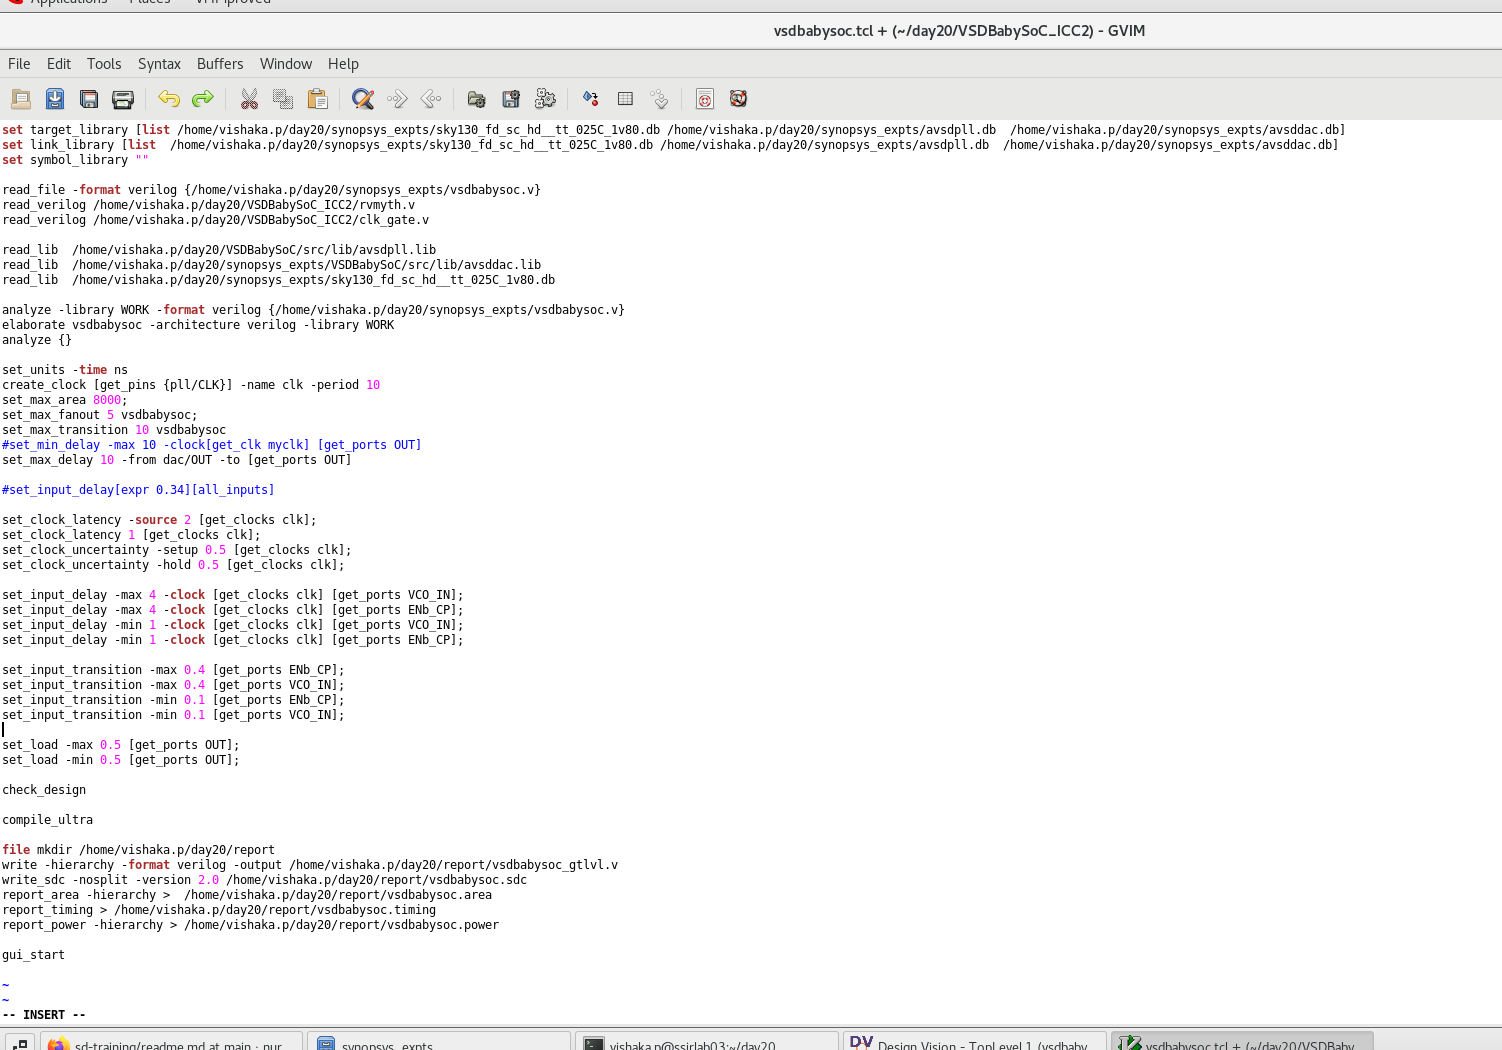 Applications Places VIM Improved
vsdbabysoc.tcl + (~/day20/VSDBabySoC_ICC2) - GVIM
File Edit Tools Syntax Buffers Window Help
set target_library [list /home/vishaka.p/day20/synopsys_expts/sky130_fd_sc_hd__tt_025C_1v80.db /home/vishaka.p/day20/synopsys_expts/avsdpll.db  /home/vishaka.p/day20/synopsys_expts/avsddac.db]
set link_library [list  /home/vishaka.p/day20/synopsys_expts/sky130_fd_sc_hd__tt_025C_1v80.db /home/vishaka.p/day20/synopsys_expts/avsdpll.db  /home/vishaka.p/day20/synopsys_expts/avsddac.db]
set symbol_library ""
read_file -format verilog {/home/vishaka.p/day20/synopsys_expts/vsdbabysoc.v}
read_verilog /home/vishaka.p/day20/VSDBabySoC_ICC2/rvmyth.v
read_verilog /home/vishaka.p/day20/VSDBabySoC_ICC2/clk_gate.v
read_lib  /home/vishaka.p/day20/VSDBabySoC/src/lib/avsdpll.lib
read_lib  /home/vishaka.p/day20/synopsys_expts/VSDBabySoC/src/lib/avsddac.lib
read_lib  /home/vishaka.p/day20/synopsys_expts/sky130_fd_sc_hd__tt_025C_1v80.db
analyze -library WORK -format verilog {/home/vishaka.p/day20/synopsys_expts/vsdbabysoc.v}
elaborate vsdbabysoc -architecture verilog -library WORK
analyze {}
set_units -time ns
create_clock [get_pins {pll/CLK}] -name clk -period 10
set_max_area 8000;
set_max_fanout 5 vsdbabysoc;
set_max_transition 10 vsdbabysoc
#set_min_delay -max 10 -clock[get_clk myclk] [get_ports OUT]
set_max_delay 10 -from dac/OUT -to [get_ports OUT]
#set_input_delay[expr 0.34][all_inputs]
set_clock_latency -source 2 [get_clocks clk];
set_clock_latency 1 [get_clocks clk];
set_clock_uncertainty -setup 0.5 [get_clocks clk];
set_clock_uncertainty -hold 0.5 [get_clocks clk];
set_input_delay -max 4 -clock [get_clocks clk] [get_ports VCO_IN];
set_input_delay -max 4 -clock [get_clocks clk] [get_ports ENb_CP];
set_input_delay -min 1 -clock [get_clocks clk] [get_ports VCO_IN];
set_input_delay -min 1 -clock [get_clocks clk] [get_ports ENb_CP];
set_input_transition -max 0.4 [get_ports ENb_CP];
set_input_transition -max 0.4 [get_ports VCO_IN];
set_input_transition -min 0.1 [get_ports ENb_CP];
set_input_transition -min 0.1 [get_ports VCO_IN];
set_load -max 0.5 [get_ports OUT];
set_load -min 0.5 [get_ports OUT];
check_design
compile_ultra
file mkdir /home/vishaka.p/day20/report
write -hierarchy -format verilog -output /home/vishaka.p/day20/report/vsdbabysoc_gtlvl.v
write_sdc -nosplit -version 2.0 /home/vishaka.p/day20/report/vsdbabysoc.sdc
report_area -hierarchy >  /home/vishaka.p/day20/report/vsdbabysoc.area
report_timing > /home/vishaka.p/day20/report/vsdbabysoc.timing
report_power -hierarchy > /home/vishaka.p/day20/report/vsdbabysoc.power
gui_start
~
~
-- INSERT --
sd-training/readme.md at main · nur synopsys_expts vishaka.p@ssirlab03:~/day20 DV Design Vision - TopLevel.1 (vsdbaby vsdbabysoc.tcl + (~/day20/VSDBaby